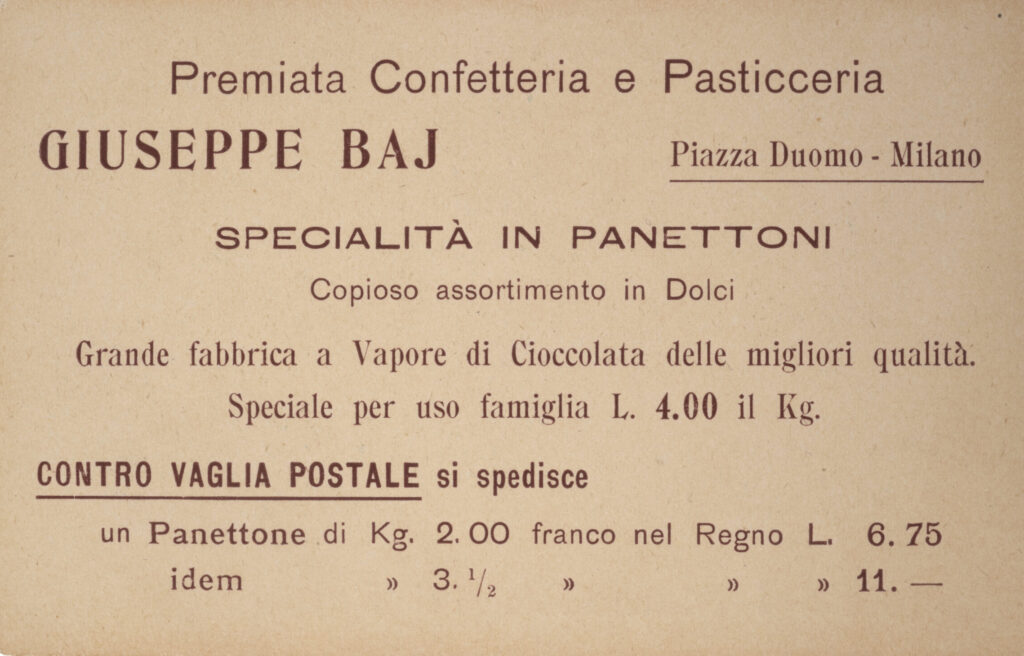 Premiata Confetteria e Pasticceria
GIUSEPPE BAJ Piazza Duomo - Milano
SPECIALITÀ IN PANETTONI
Copioso assortimento in Dolci
Grande fabbrica a Vapore di Cioccolata delle migliori qualità.
Speciale per uso famiglia L. 4.00 il Kg.
CONTRO VAGLIA POSTALE si spedisce
un Panettone di Kg. 2.00 franco nel Regno L. 6.75
idem » 3. ½ » » » 11. —